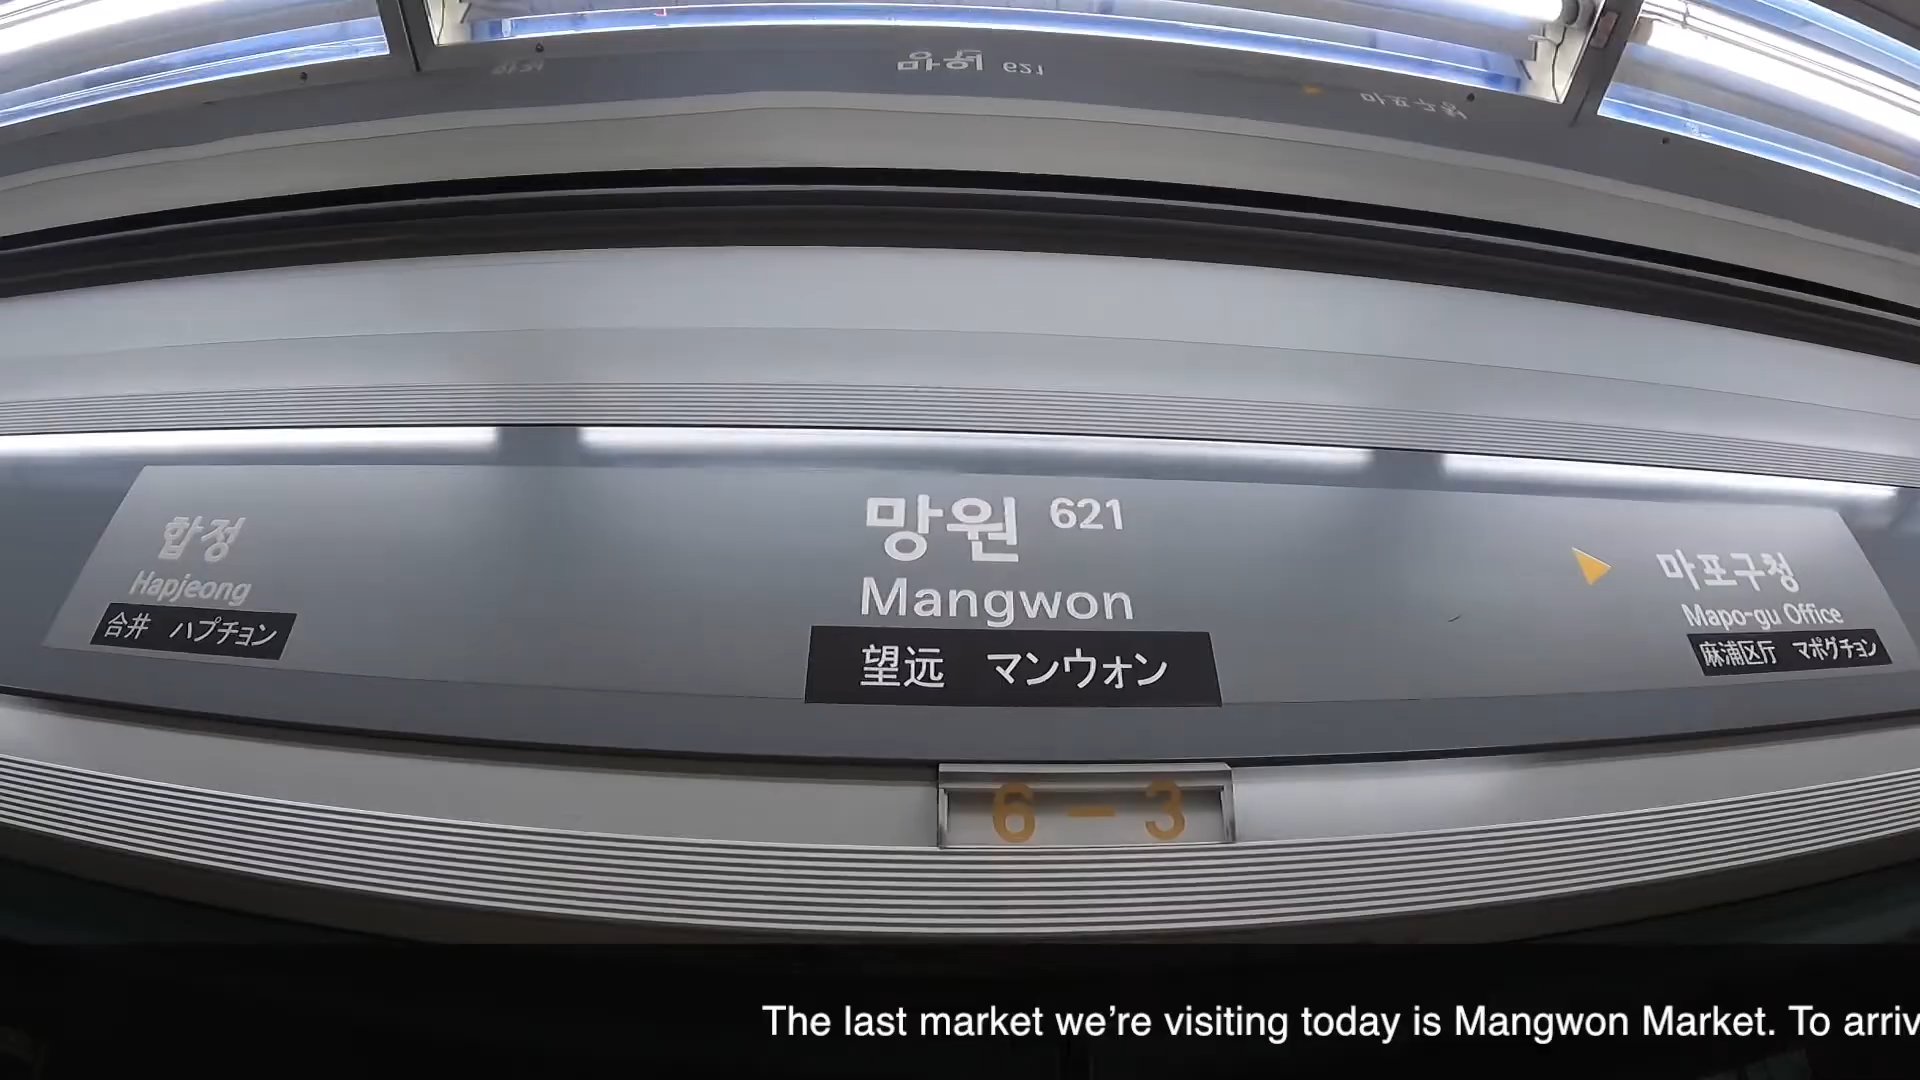 합정
Hapjeong
合井 ハプチョン
망원 621
Mangwon
望远 マンウォン
마포구청
Mapo-gu Office
麻浦区厅 マポグチョン
6-3
The last market we’re visiting today is Mangwon Market. To arriv